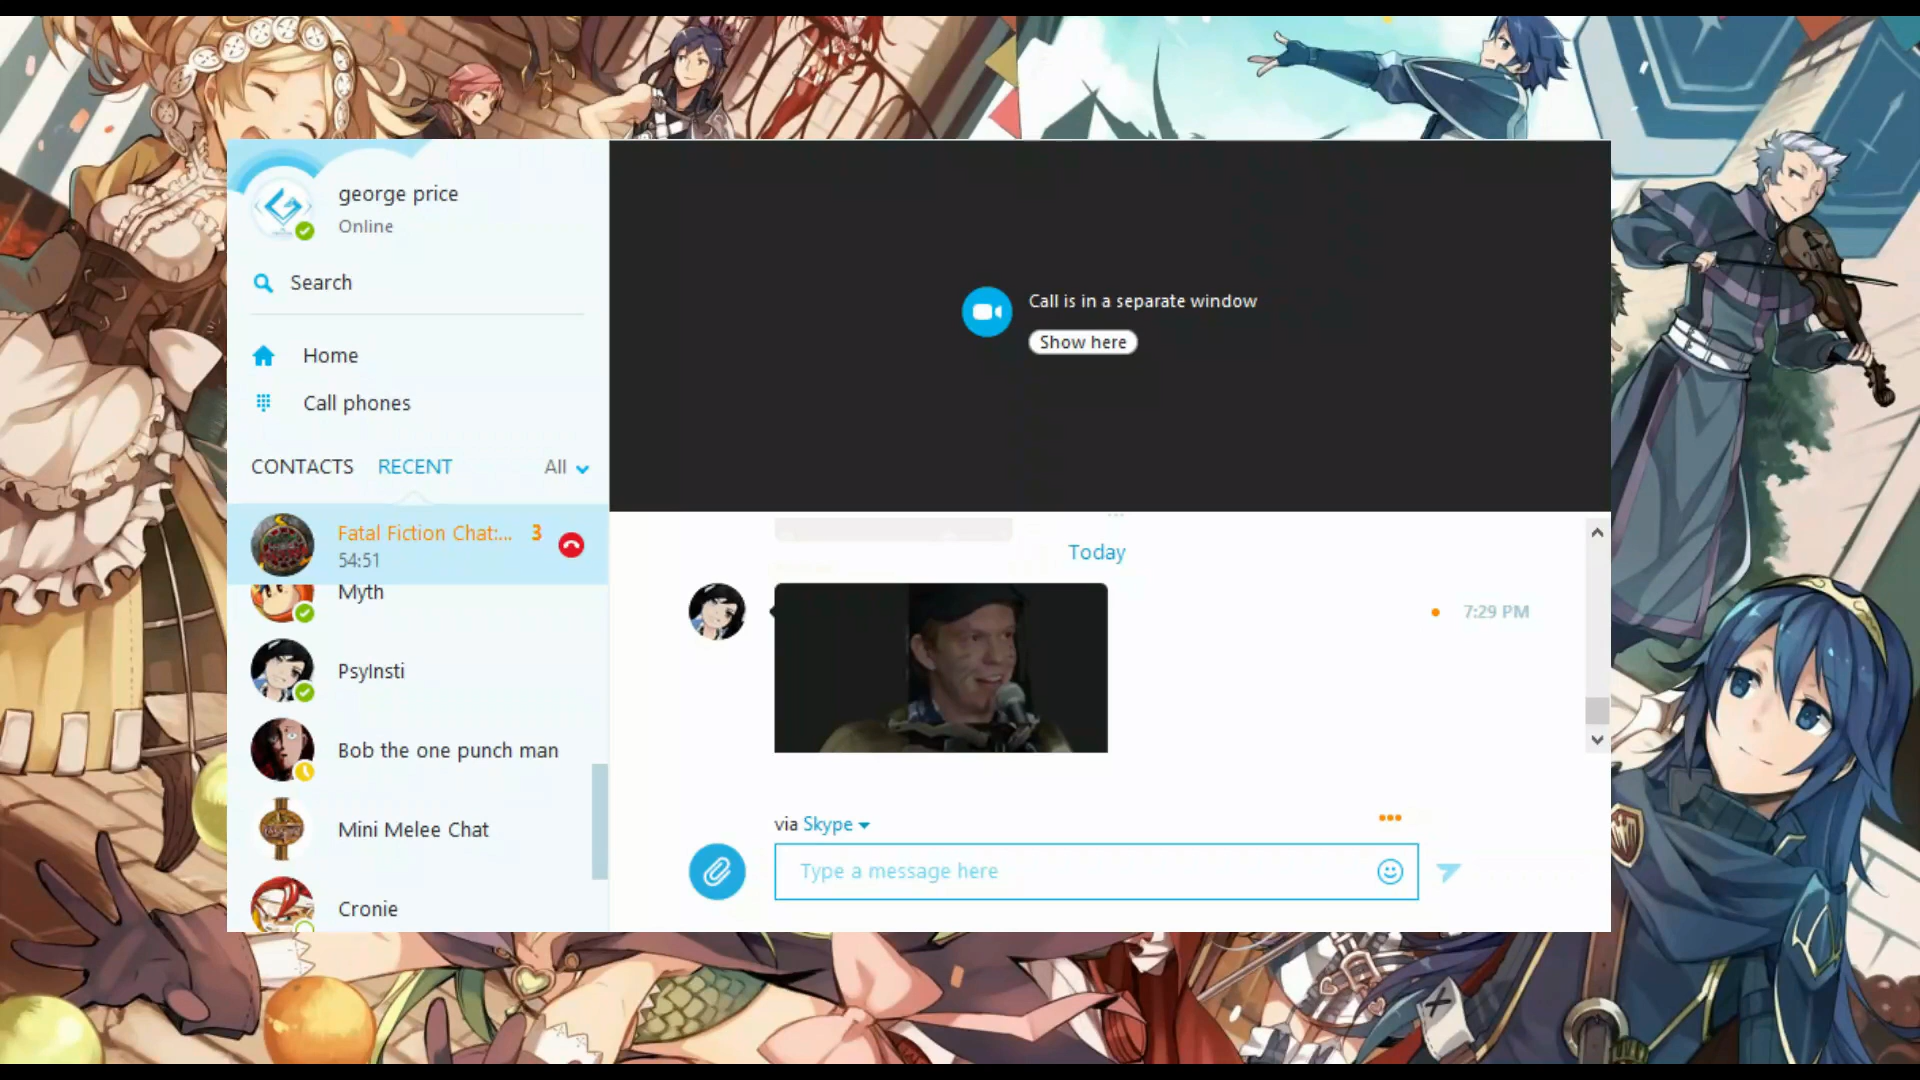 george price
Online
Search
Home
Call phones
CONTACTS RECENT All
Fatal Fiction Chat:... 3
54:51
Myth
PsyInsti
Bob the one punch man
Mini Melee Chat
Cronie
Call is in a separate window
Show here
Today
7:29 PM
via Skype
Type a message here